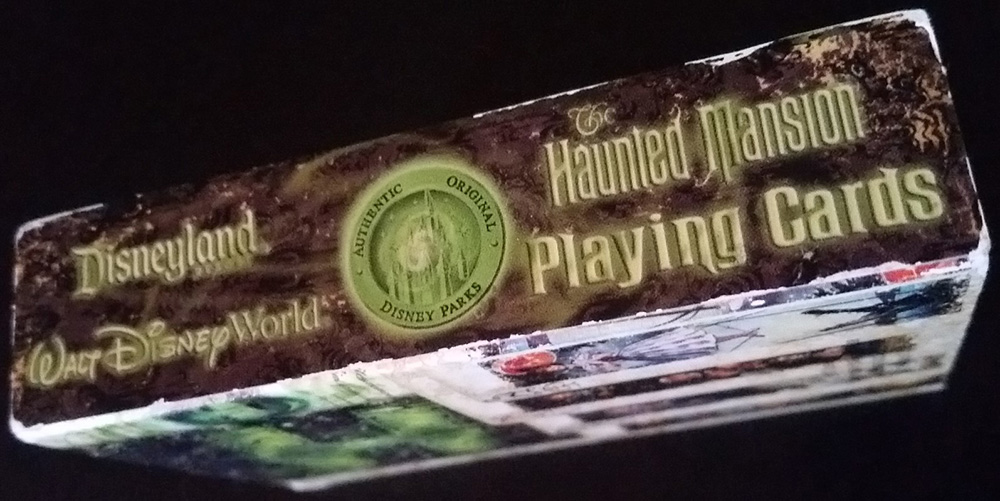 Disneyland
WALT DISNEY World
AUTHENTIC ORIGINAL
DISNEY PARKS
The
Haunted Mansion
Playing Cards